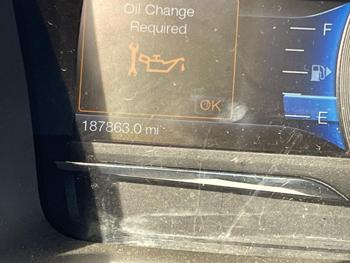 Oil Change
Required
OK
F
E
187863.0 mi